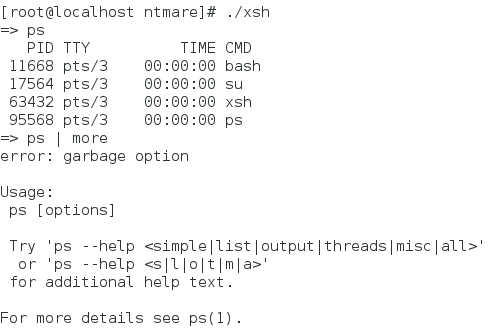 [root@localhost ntmare]# ./xsh
=> ps
   PID TTY          TIME CMD
 11668 pts/3    00:00:00 bash
 17564 pts/3    00:00:00 su
 63432 pts/3    00:00:00 xsh
 95568 pts/3    00:00:00 ps
=> ps | more
error: garbage option

Usage:
 ps [options]

 Try 'ps --help <simple|list|output|threads|misc|all>'
  or 'ps --help <s|l|o|t|m|a>'
 for additional help text.

For more details see ps(1).